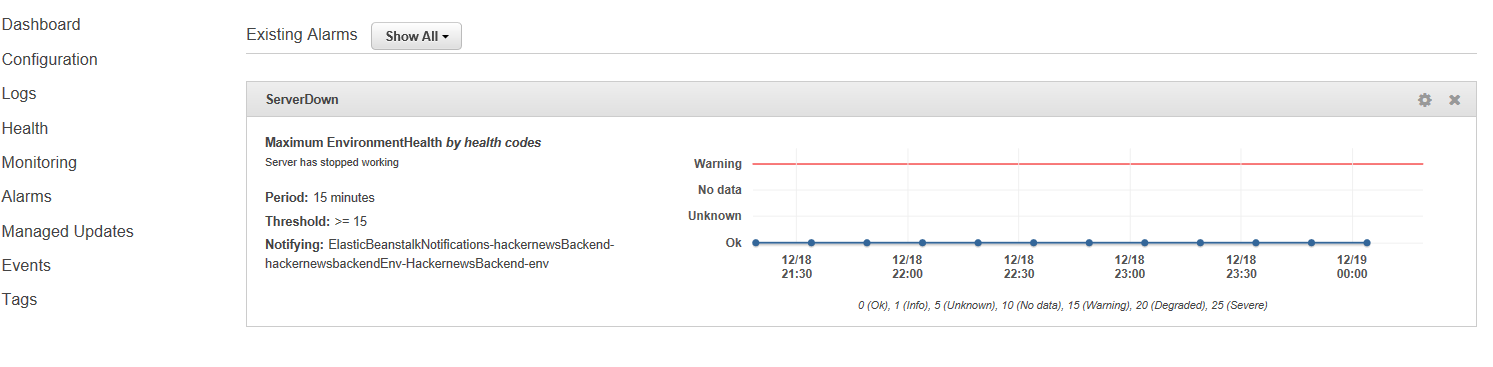 Dashboard
Configuration
Logs
Health
Monitoring
Alarms
Managed Updates
Events
Tags
Existing Alarms Show All
ServerDown
Maximum EnvironmentHealth by health codes
Server has stopped working
Period: 15 minutes
Threshold: >= 15
Notifying: ElasticBeanstalkNotifications-hackernewsBackend-
hackernewsbackendEnv-HackernewsBackend-env
Warning
No data
Unknown
Ok
12/18 12/18 12/18 12/18 12/18 12/19
21:30 22:00 22:30 23:00 23:30 00:00
0 (Ok), 1 (Info), 5 (Unknown), 10 (No data), 15 (Warning), 20 (Degraded), 25 (Severe)